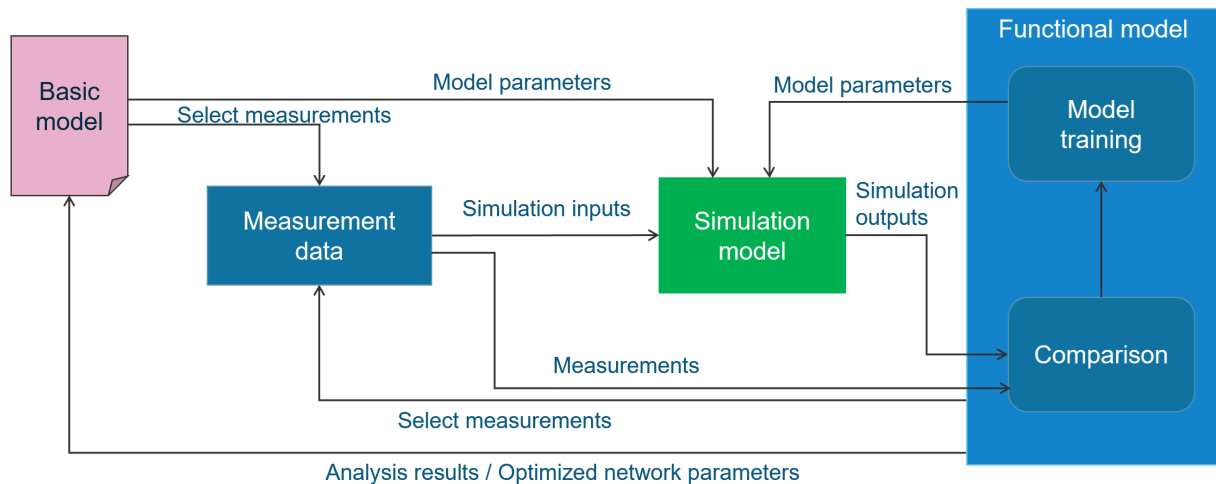 Functional model
Basic
model
Model parameters
Model parameters
Select measurements
Model
training
Measurement
data
Simulation inputs
Simulation
model
Simulation
outputs
Comparison
Measurements
Select measurements
Analysis results / Optimized network parameters